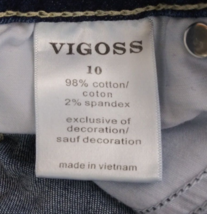 VIGOSS
10
98% cotton/
coton
2% spandex
exclusive of
decoration/
sauf decoration
made in vietnam